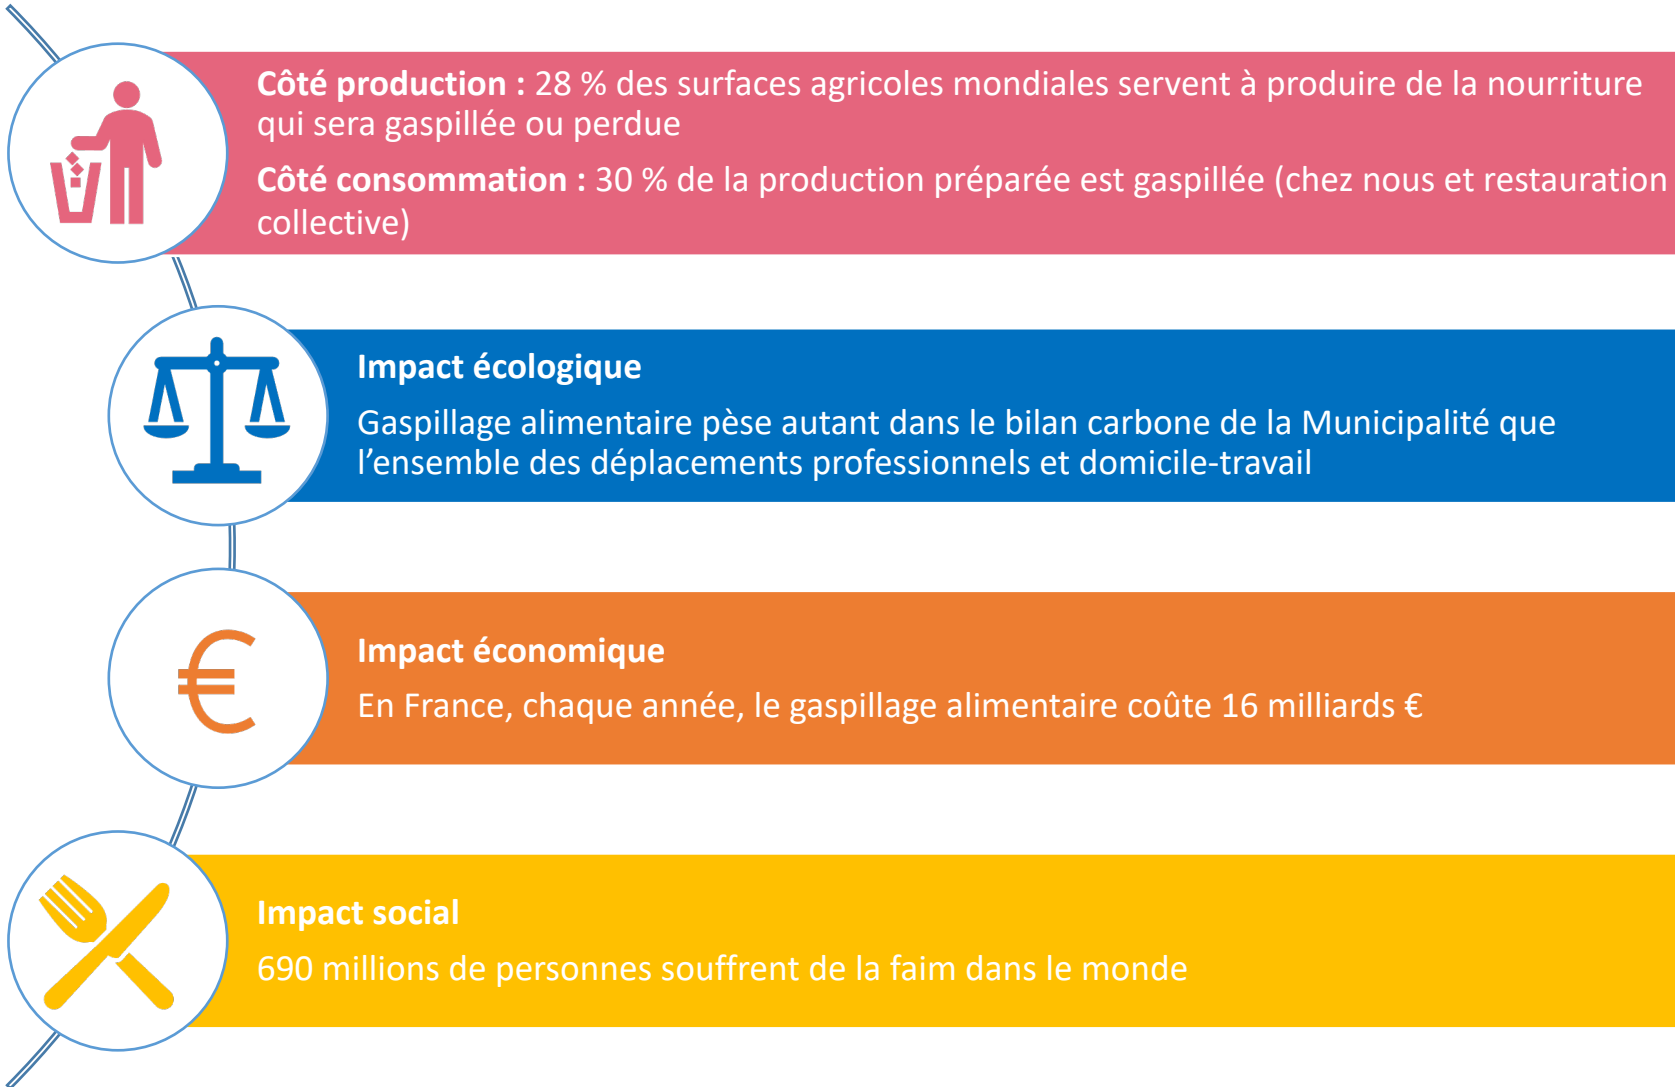 Côté production : 28 % des surfaces agricoles mondiales servent à produire de la nourriture
qui sera gaspillée ou perdue
Côté consommation : 30 % de la production préparée est gaspillée (chez nous et restauration
collective)
Impact écologique
Gaspillage alimentaire pèse autant dans le bilan carbone de la Municipalité que
l’ensemble des déplacements professionnels et domicile-travail
€
Impact économique
En France, chaque année, le gaspillage alimentaire coûte 16 milliards €
Impact social
690 millions de personnes souffrent de la faim dans le monde